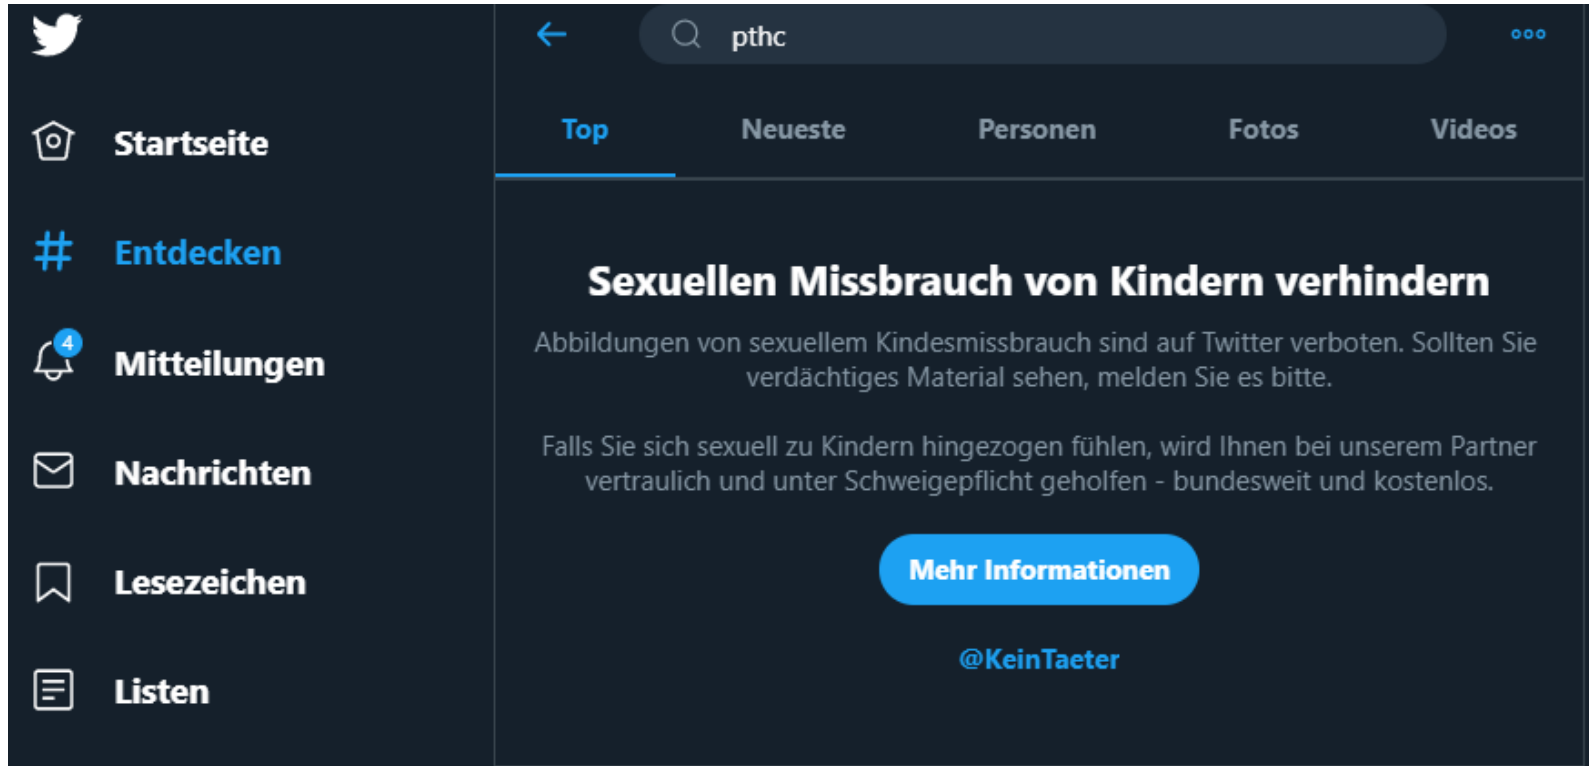 pthc
Top Neueste Personen Fotos Videos
Startseite
Entdecken
4
Mitteilungen
Nachrichten
Lesezeichen
Listen
Sexuellen Missbrauch von Kindern verhindern
Abbildungen von sexuellem Kindesmissbrauch sind auf Twitter verboten. Sollten Sie
verdächtiges Material sehen, melden Sie es bitte.
Falls Sie sich sexuell zu Kindern hingezogen fühlen, wird Ihnen bei unserem Partner
vertraulich und unter Schweigepflicht geholfen - bundesweit und kostenlos.
Mehr Informationen
@KeinTaeter